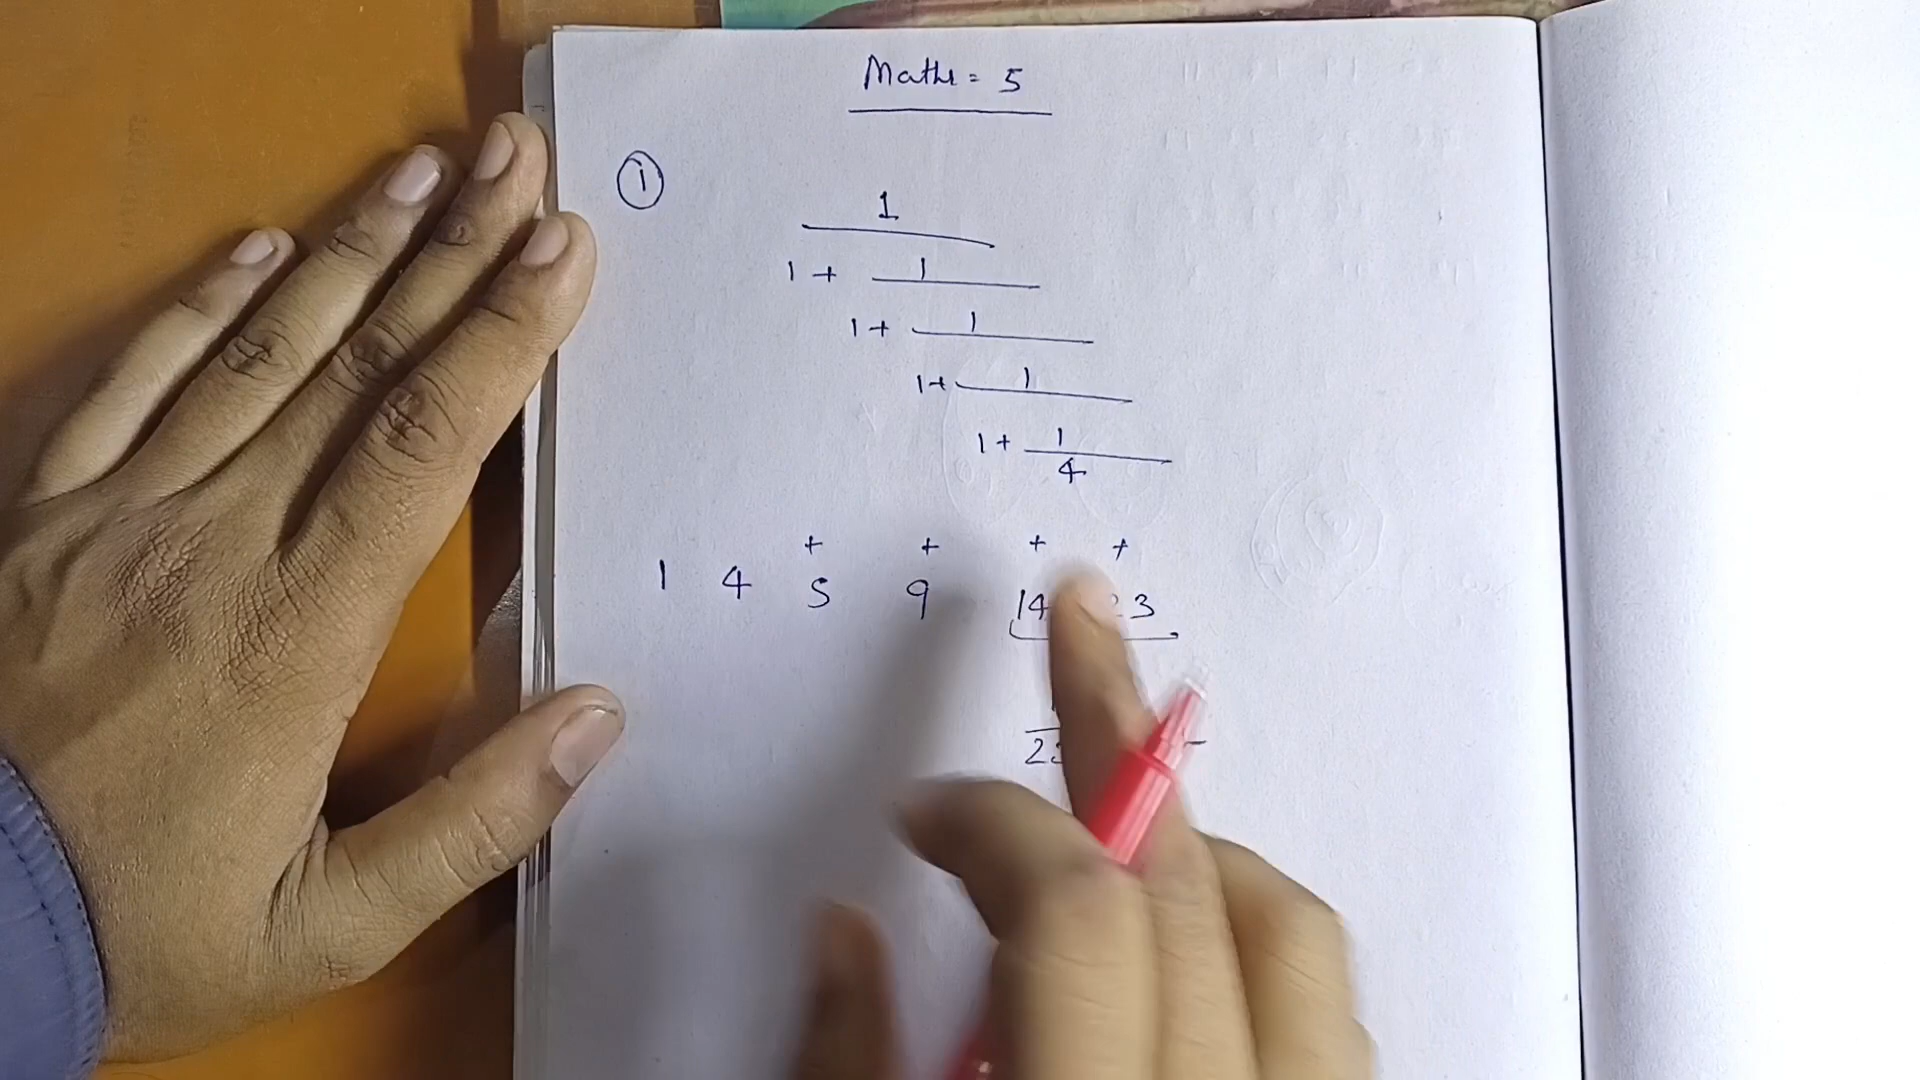 Maths = 5
1
1
1 + 1
1 + 1
1 + 1
1 + 1
4
+ + + +
1 4 5 9 14 23